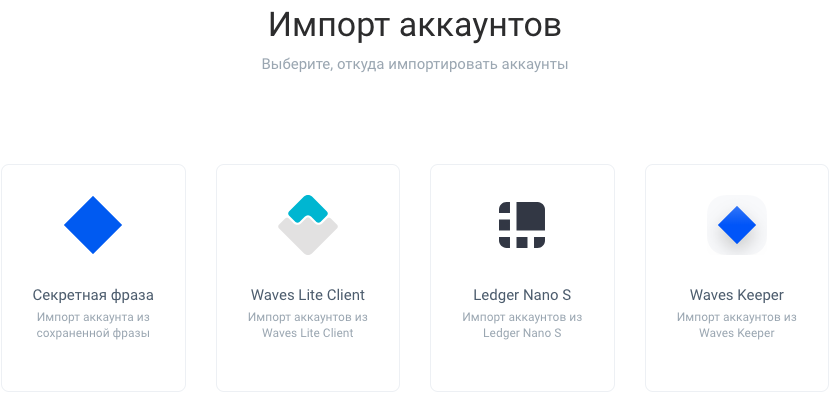 Импорт аккаунтов
Выберите, откуда импортировать аккаунты
Секретная фраза
Импорт аккаунта из
сохраненной фразы
Waves Lite Client
Импорт аккаунтов из
Waves Lite Client
Ledger Nano S
Импорт аккаунтов из
Ledger Nano S
Waves Keeper
Импорт аккаунтов из
Waves Keeper